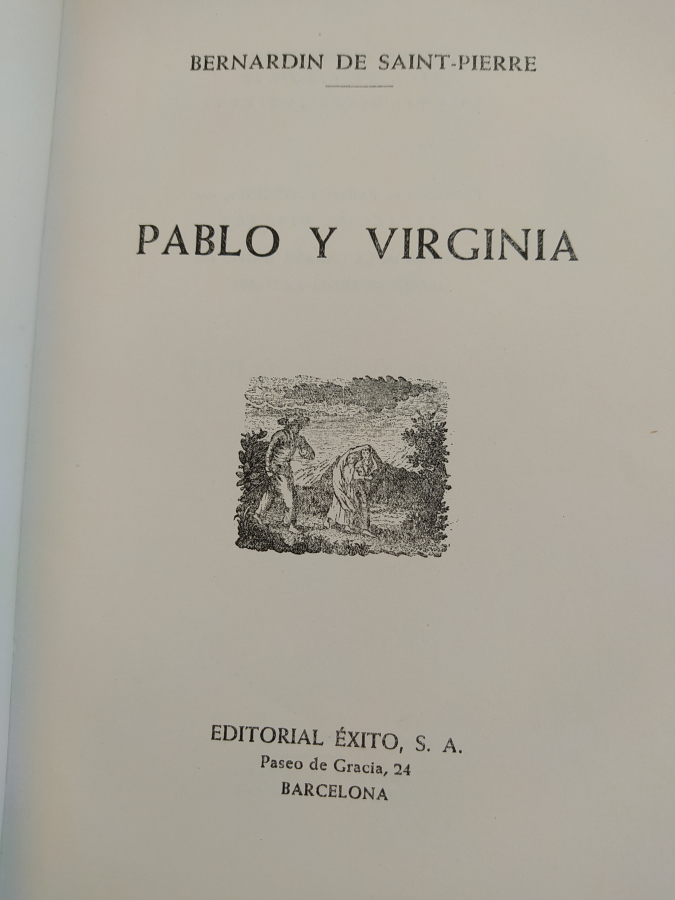 BERNARDIN DE SAINT-PIERRE
PABLO Y VIRGINIA
EDITORIAL ÉXITO, S. A.
Paseo de Gracia, 24
BARCELONA